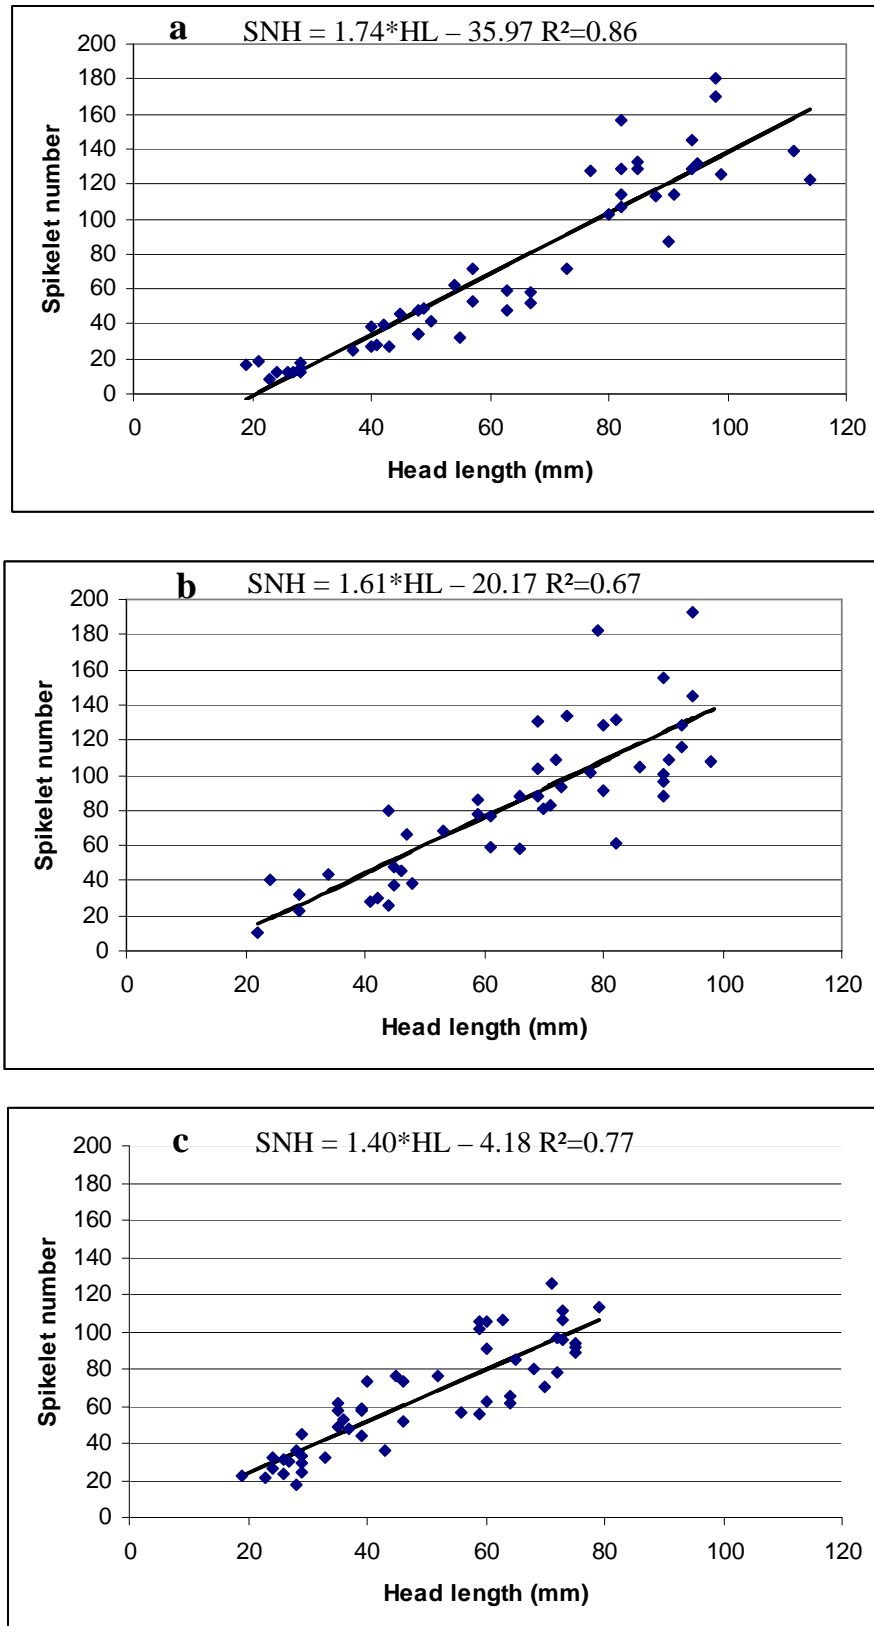 a SNH = 1.74*HL – 35.97 R²=0.86
200
180
160
140
120
100
80
60
40
20
0
Spikelet number
0 20 40 60 80 100 120
Head length (mm)
b SNH = 1.61*HL – 20.17 R²=0.67
200
180
160
140
120
100
80
60
40
20
0
Spikelet number
0 20 40 60 80 100 120
Head length (mm)
c SNH = 1.40*HL – 4.18 R²=0.77
200
180
160
140
120
100
80
60
40
20
0
Spikelet number
0 20 40 60 80 100 120
Head length (mm)